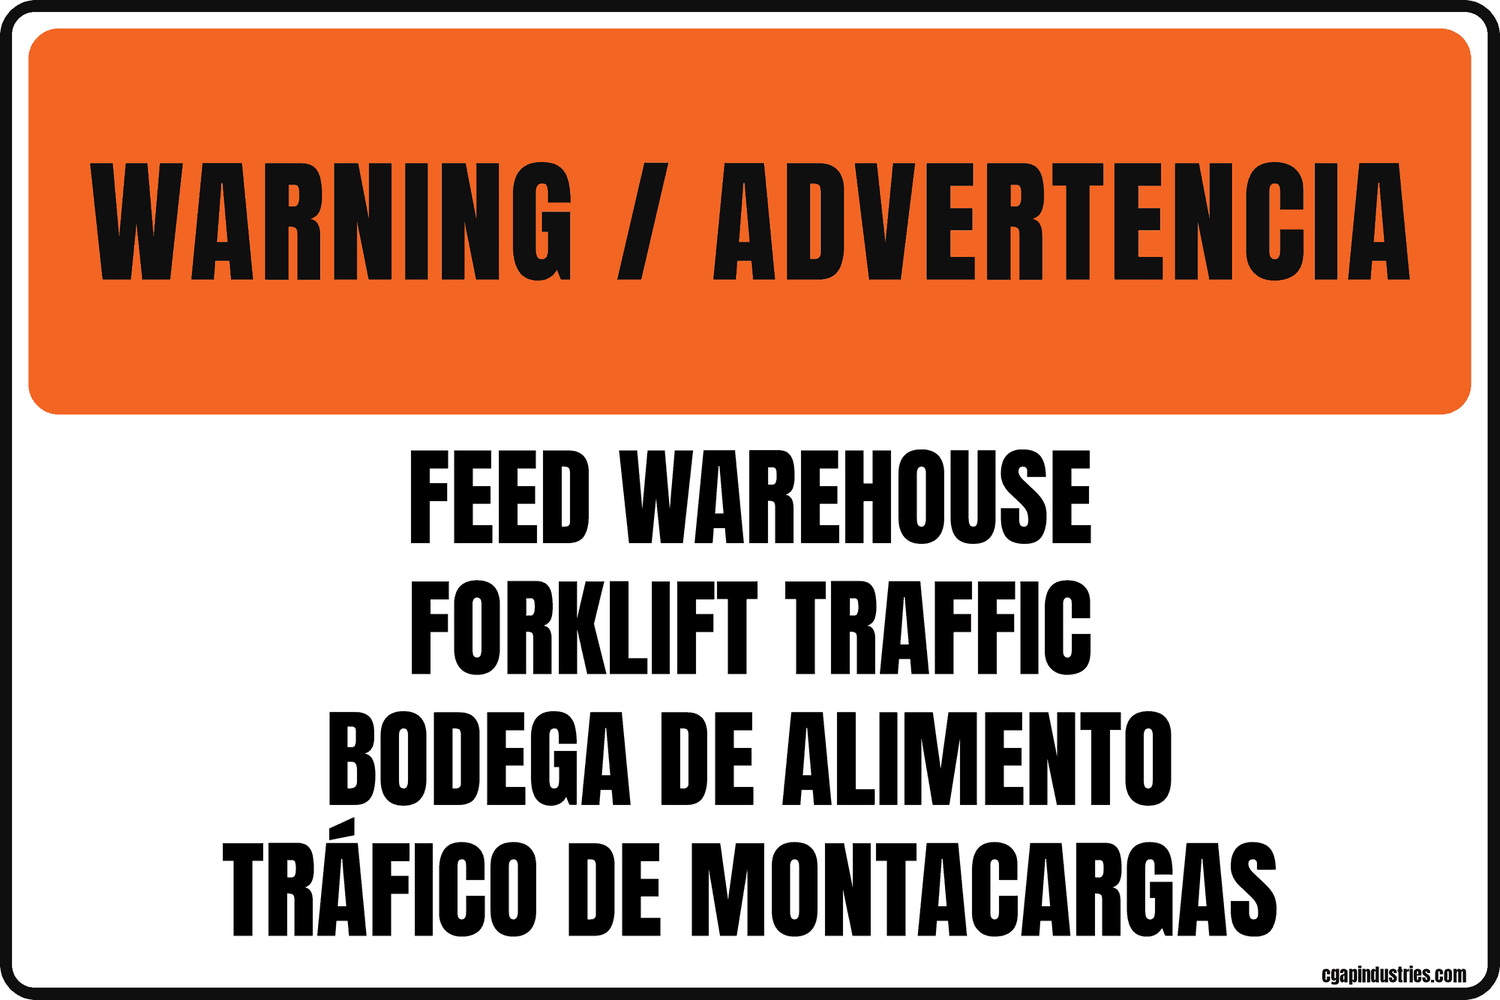 WARNING / ADVERTENCIA
FEED WAREHOUSE
FORKLIFT TRAFFIC
BODEGA DE ALIMENTO
TRÁFICO DE MONTACARGAS
cgapindustries.com